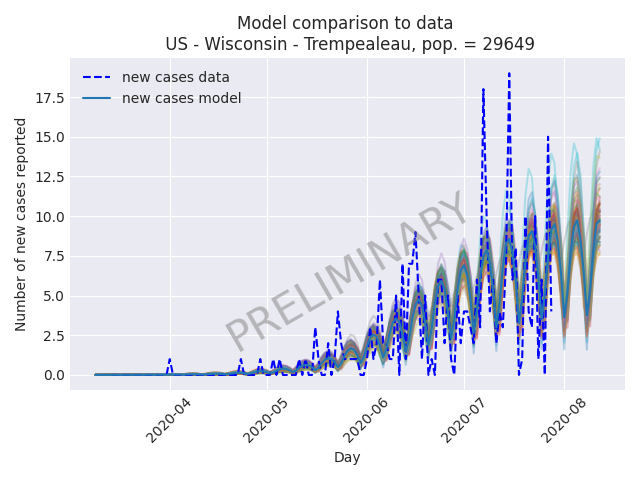 Model comparison to data
US - Wisconsin - Trempealeau, pop. = 29649
new cases data
new cases model
Number of new cases reported
17.5
15.0
12.5
10.0
7.5
5.0
2.5
0.0
PRELIMINARY
2020-04
2020-05
2020-06
2020-07
2020-08
Day